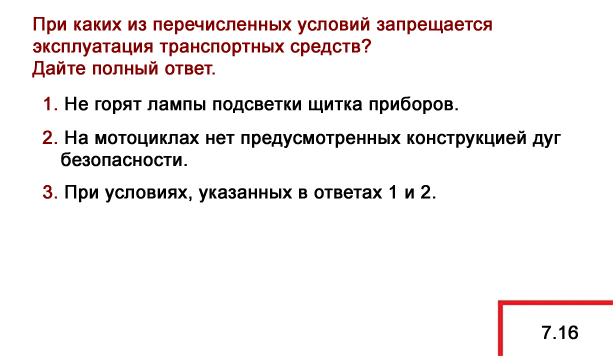 При каких из перечисленных условий запрещается
эксплуатация транспортных средств?
Дайте полный ответ.
1. Не горят лампы подсветки щитка приборов.
2. На мотоциклах нет предусмотренных конструкцией дуг
безопасности.
3. При условиях, указанных в ответах 1 и 2.
7.16